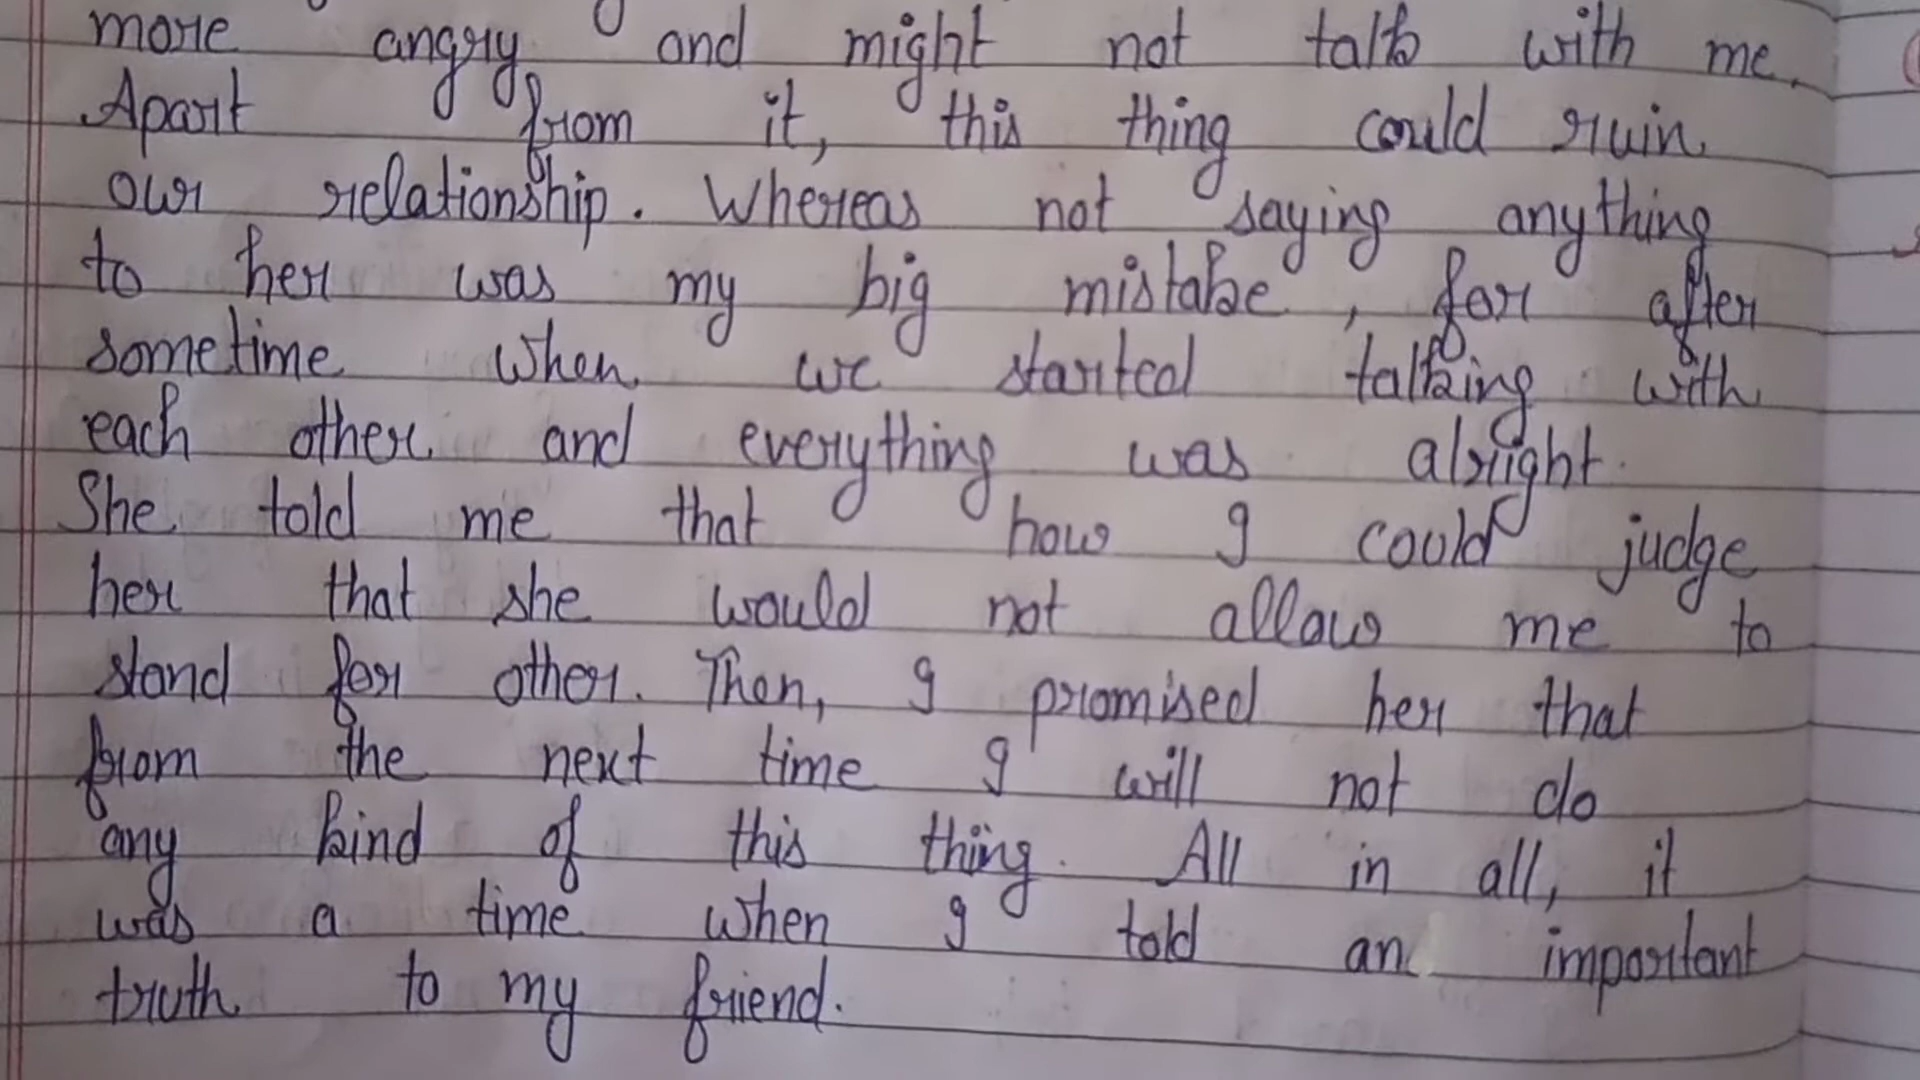 more angry and might not talk with me.
Apart from it, this thing could ruin
our relationship. Whereas not saying anything
to her was my big mistake, for after
sometime when we started talking with
each other and everything was alright.
She told me that how I could judge
her that she would not allow me to
stand for other. Then, I promised her that
from the next time I will not do
any kind of this thing. All in all, it
was a time when I told an important
truth to my friend.